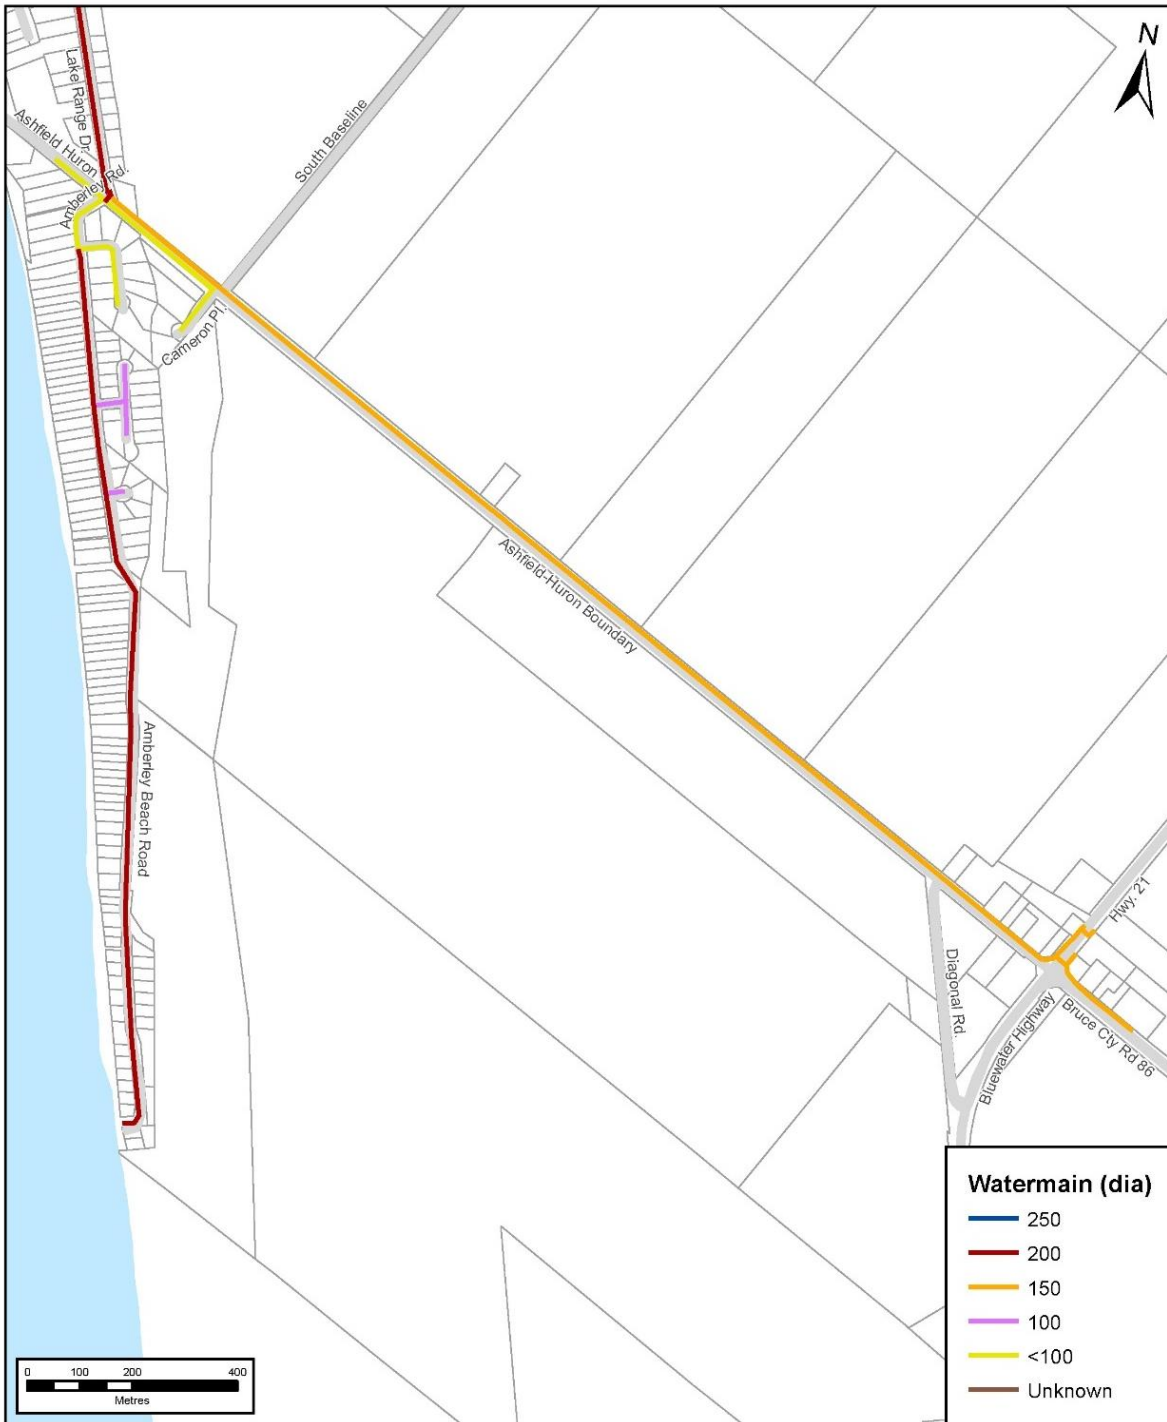 N
Lake Range Dr.
Ashfield Huron
Amberley Rd.
South Baseline
Cameron Pl.
Ashfield-Huron Boundary
Amberley Beach Road
Hwy. 21
Diagonal Rd.
Bluewater Highway
Bruce Cty Rd 86
Watermain (dia)
250
200
150
100
<100
Unknown
0 100 200 400
Metres